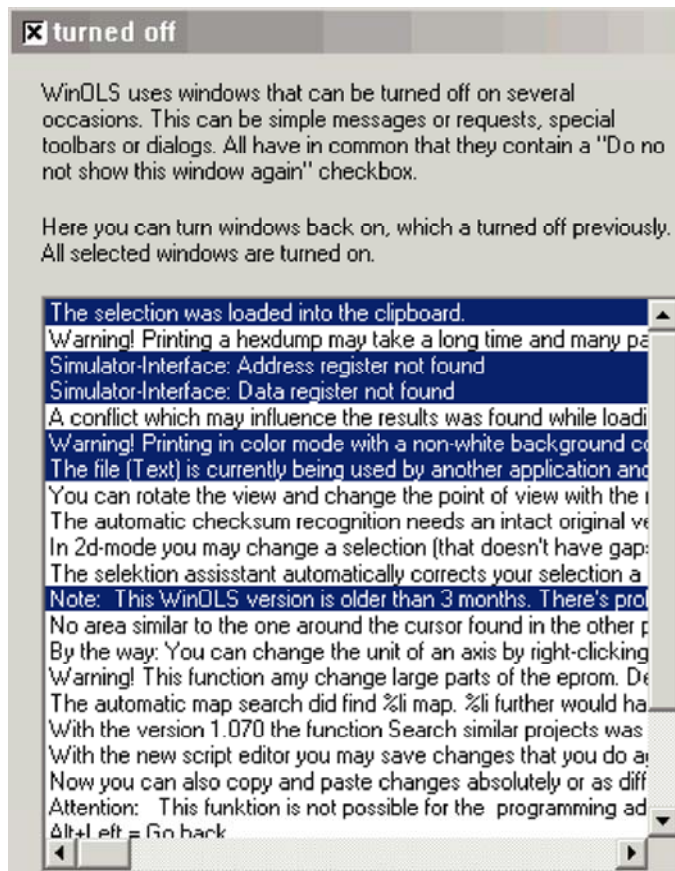 turned off
WinOLS uses windows that can be turned off on several
occasions. This can be simple messages or requests, special
toolbars or dialogs. All have in common that they contain a "Do no
not show this window again" checkbox.
Here you can turn windows back on, which a turned off previously.
All selected windows are turned on.
The selection was loaded into the clipboard.
Warning! Printing a hexdump may take a long time and many pa
Simulator-Interface: Address register not found
Simulator-Interface: Data register not found
A conflict which may influence the results was found while loadi
Warning! Printing in color mode with a non-white background co
The file (Text) is currently being used by another application and
You can rotate the view and change the point of view with the
The automatic checksum recognition needs an intact original ve
In 2d-mode you may change a selection (that doesn't have gap
The selektion assisstant automatically corrects your selection a
Note: This WinOLS version is older than 3 months. There's prol
No area similar to the one around the cursor found in the other p
By the way: You can change the unit of an axis by right-clicking
Warning! This function amy change large parts of the eprom. De
The automatic map search did find %li map. %li further would ha
With the version 1.070 the function Search similar projects was
With the new script editor you may save changes that you do a
Now you can also copy and paste changes absolutely or as diff
Attention: This funktion is not possible for the programming ad
Alt+Left = Go back